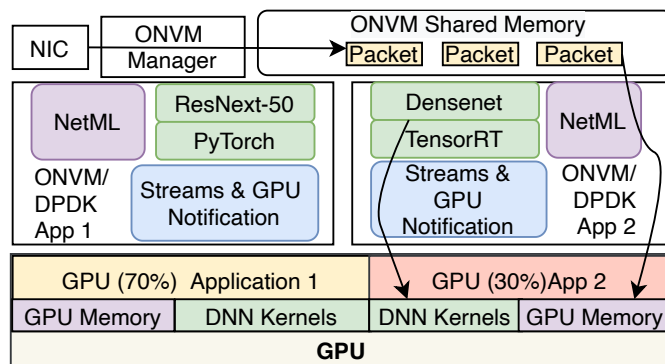 ONVM Shared Memory
NIC
ONVM
Manager
Packet
Packet
Packet
NetML
ResNext-50
PyTorch
ONVM/
DPDK
App 1
Streams & GPU
Notification
Densenet
TensorRT
NetML
Streams &
GPU
Notification
ONVM/
DPDK
App 2
GPU (70%) Application 1
GPU (30%)App 2
GPU Memory
DNN Kernels
DNN Kernels
GPU Memory
GPU